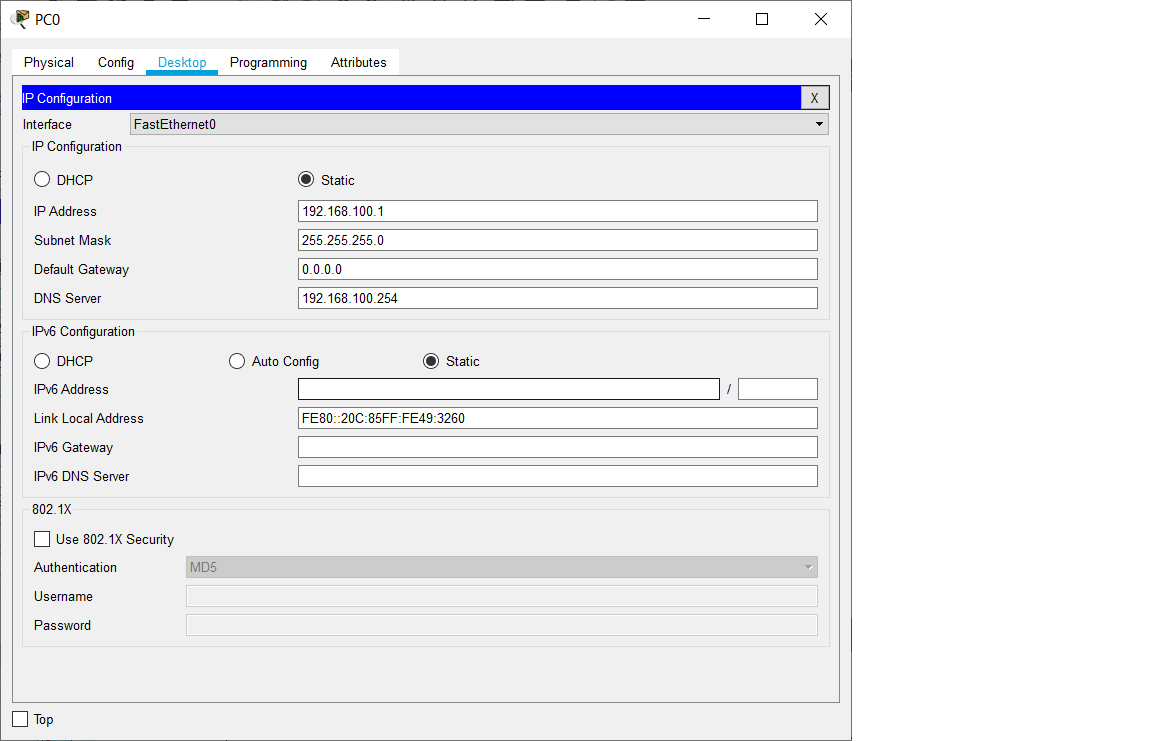 PC0
Physical Config Desktop Programming Attributes
IP Configuration X
Interface FastEthernet0
IP Configuration
DHCP Static
IP Address 192.168.100.1
Subnet Mask 255.255.255.0
Default Gateway 0.0.0.0
DNS Server 192.168.100.254
IPv6 Configuration
DHCP Auto Config Static
IPv6 Address /
Link Local Address FE80::20C:85FF:FE49:3260
IPv6 Gateway
IPv6 DNS Server
802.1X
Use 802.1X Security
Authentication MD5
Username
Password
Top